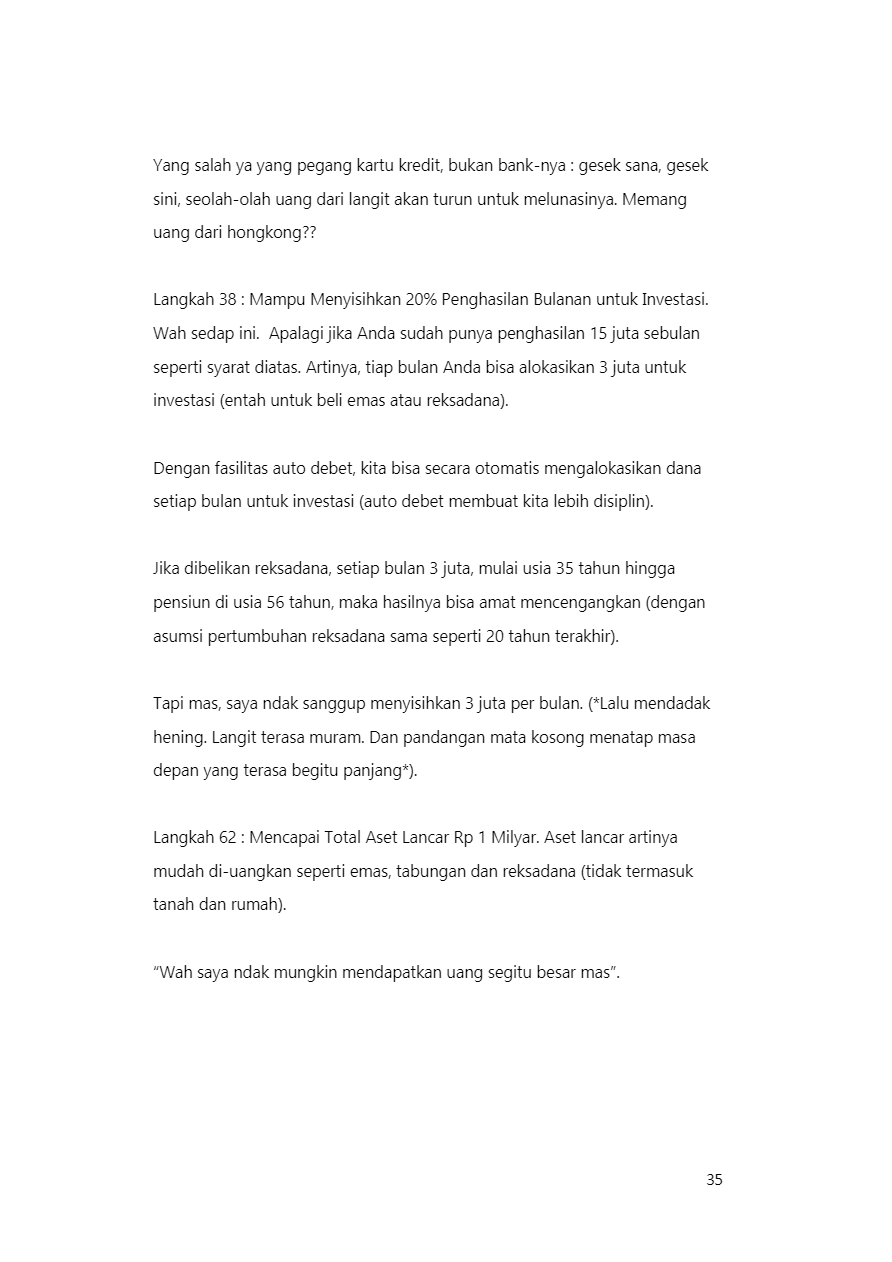 Yang salah ya yang pegang kartu kredit, bukan bank-nya : gesek sana, gesek
sini, seolah-olah uang dari langit akan turun untuk melunasinya. Memang
uang dari hongkong??
Langkah 38 : Mampu Menyisihkan 20% Penghasilan Bulanan untuk Investasi.
Wah sedap ini.  Apalagi jika Anda sudah punya penghasilan 15 juta sebulan
seperti syarat diatas. Artinya, tiap bulan Anda bisa alokasikan 3 juta untuk
investasi (entah untuk beli emas atau reksadana).
Dengan fasilitas auto debet, kita bisa secara otomatis mengalokasikan dana
setiap bulan untuk investasi (auto debet membuat kita lebih disiplin).
Jika dibelikan reksadana, setiap bulan 3 juta, mulai usia 35 tahun hingga
pensiun di usia 56 tahun, maka hasilnya bisa amat mencengangkan (dengan
asumsi pertumbuhan reksadana sama seperti 20 tahun terakhir).
Tapi mas, saya ndak sanggup menyisihkan 3 juta per bulan. (*Lalu mendadak
hening. Langit terasa muram. Dan pandangan mata kosong menatap masa
depan yang terasa begitu panjang*).
Langkah 62 : Mencapai Total Aset Lancar Rp 1 Milyar. Aset lancar artinya
mudah di-uangkan seperti emas, tabungan dan reksadana (tidak termasuk
tanah dan rumah).
“Wah saya ndak mungkin mendapatkan uang segitu besar mas”.
35